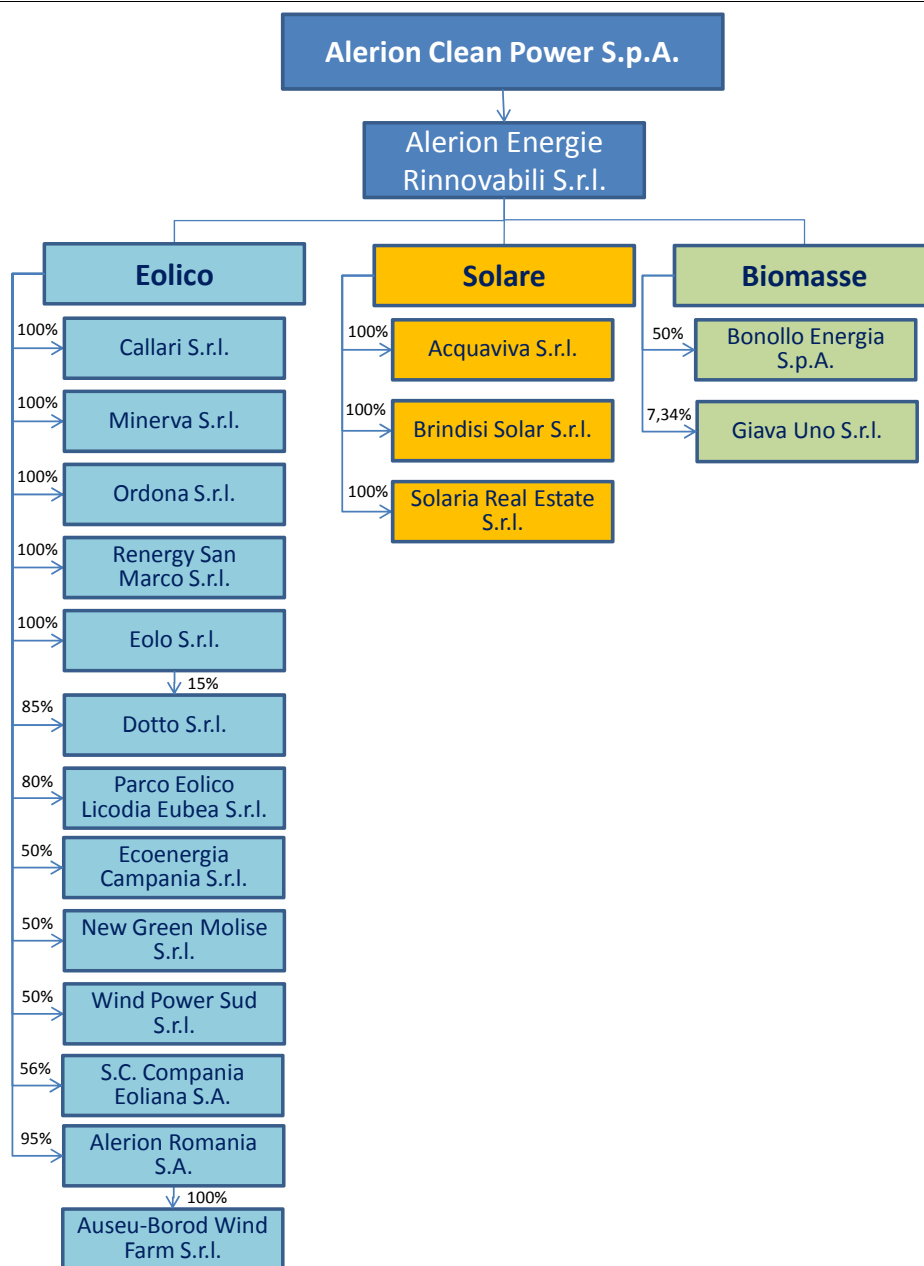 Alerion Clean Power S.p.A.
Alerion Energie
Rinnovabili S.r.l.
Eolico
100%
Callari S.r.l.
100%
Minerva S.r.l.
100%
Ordona S.r.l.
100%
Renergy San
Marco S.r.l.
100%
Eolo S.r.l.
15%
85%
Dotto S.r.l.
80%
Parco Eolico
Licodia Eubea S.r.l.
50%
Ecoenergia
Campania S.r.l.
50%
New Green Molise
S.r.l.
50%
Wind Power Sud
S.r.l.
56%
S.C. Compania
Eoliana S.A.
95%
Alerion Romania
S.A.
100%
Auseu-Borod Wind
Farm S.r.l.
Solare
100%
Acquaviva S.r.l.
100%
Brindisi Solar S.r.l.
100%
Solaria Real Estate
S.r.l.
Biomasse
50%
Bonollo Energia
S.p.A.
7,34%
Giava Uno S.r.l.